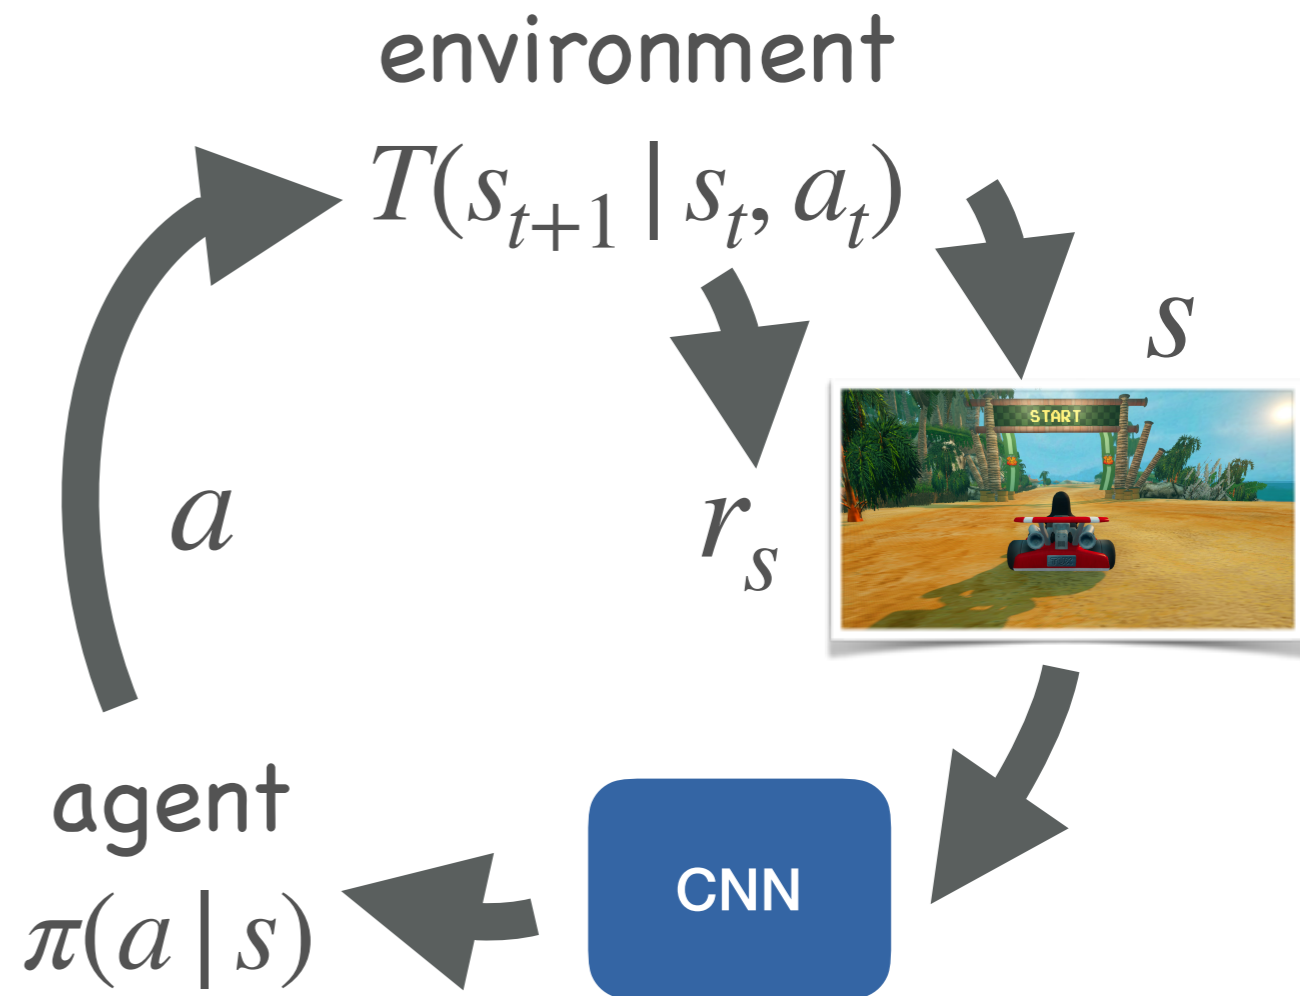 environment
T(s_{t+1} | s_t, a_t)
s
START
a
r_s
agent
CNN
π(a | s)